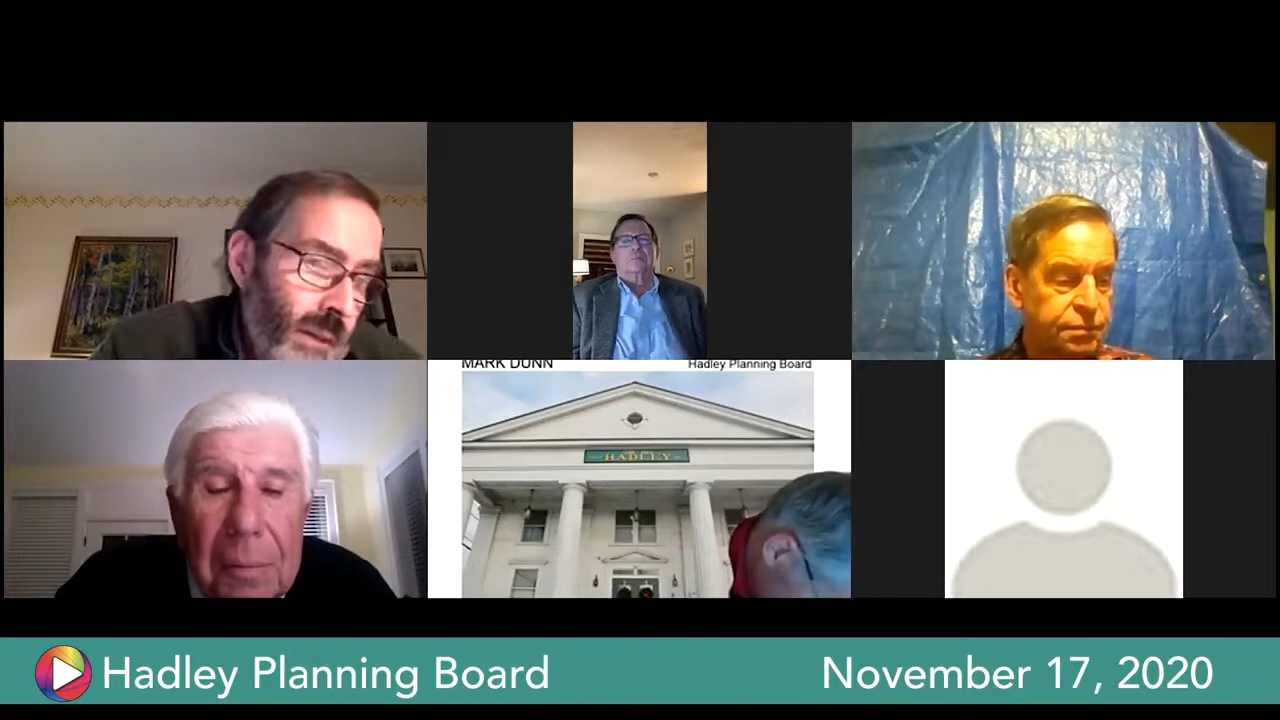 MARK DUNN
Hadley Planning Board
HADLEY
Hadley Planning Board
November 17, 2020